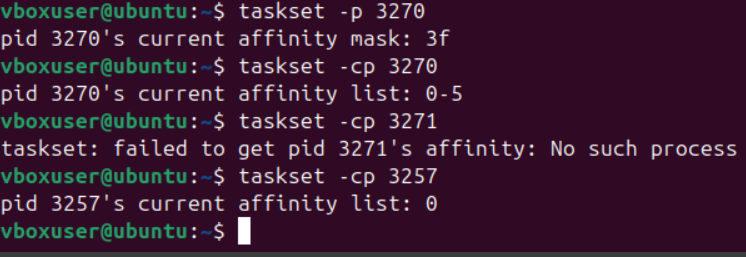 vboxuser@ubuntu:~$ taskset -p 3270
pid 3270's current affinity mask: 3f
vboxuser@ubuntu:~$ taskset -cp 3270
pid 3270's current affinity list: 0-5
vboxuser@ubuntu:~$ taskset -cp 3271
taskset: failed to get pid 3271's affinity: No such process
vboxuser@ubuntu:~$ taskset -cp 3257
pid 3257's current affinity list: 0
vboxuser@ubuntu:~$